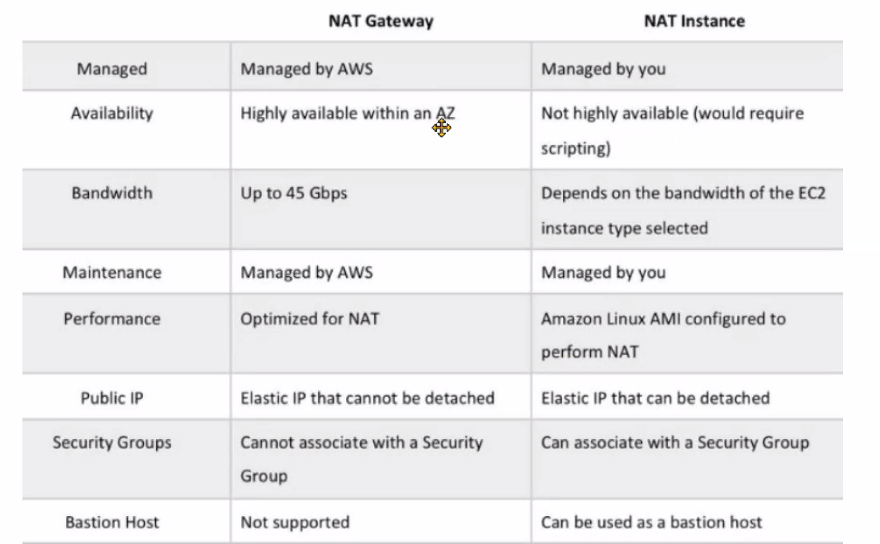 NAT Gateway NAT Instance
Managed Managed by AWS Managed by you
Availability Highly available within an AZ Not highly available (would require
scripting)
Bandwidth Up to 45 Gbps Depends on the bandwidth of the EC2
instance type selected
Maintenance Managed by AWS Managed by you
Performance Optimized for NAT Amazon Linux AMI configured to
perform NAT
Public IP Elastic IP that cannot be detached Elastic IP that can be detached
Security Groups Cannot associate with a Security Can associate with a Security Group
Group
Bastion Host Not supported Can be used as a bastion host